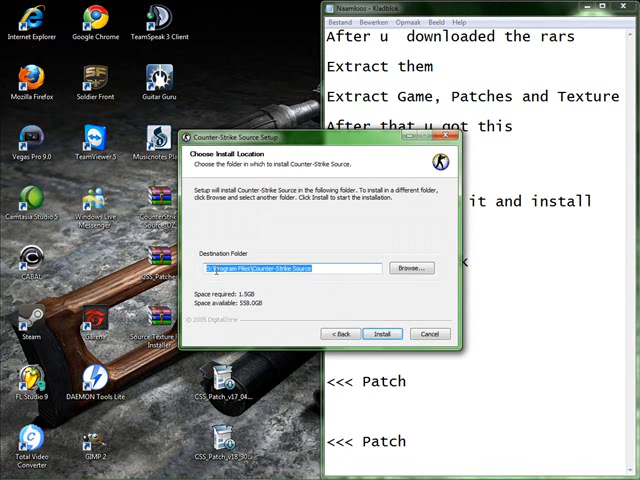 Internet Explorer
Google Chrome
TeamSpeak 3 Client
Mozilla Firefox
Soldier Front
Guitar Guru
Vegas Pro 9.0
TeamViewer 5
Musicnotes
Camtasia Studio 5
Windows Live Messenger
CounterStrike
CABAL
CSS_Patches
Steam
Garena
Source Texture
Installer
FL Studio 9
DAEMON Tools Lite
CSS_Patch_v17_04...
Total Video Converter
GIMP 2
CSS_Patch_v18_30...
Naamloos - Kladblok
Bestand Bewerken Opmaak Beeld Help
After u downloaded the rars
Extract them
Extract Game, Patches and Texture
After that u got this
it and install
k
<<< Patch
<<< Patch
Counter-Strike Source Setup
Choose Install Location
Choose the folder in which to install Counter-Strike Source.
Setup will install Counter-Strike Source in the following folder. To install in a different folder,
click Browse and select another folder. Click Install to start the installation.
Destination Folder
D:\Program Files\Counter-Strike Source
Browse...
Space required: 1.5GB
Space available: 558.0GB
© 2005 DigitalZone
< Back
Install
Cancel